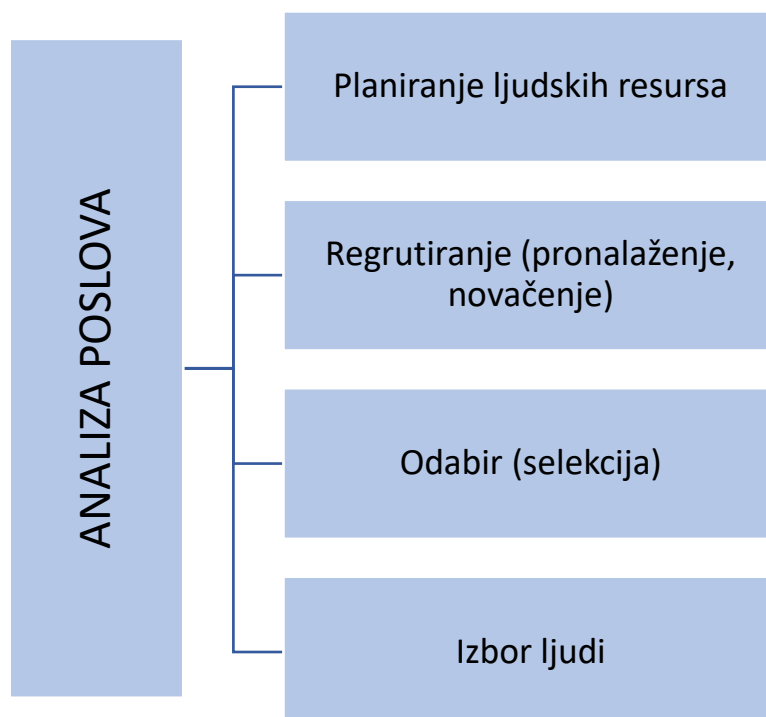 ANALIZA POSLOVA
Planiranje ljudskih resursa
Regrutiranje (pronalaženje,
novačenje)
Odabir (selekcija)
Izbor ljudi